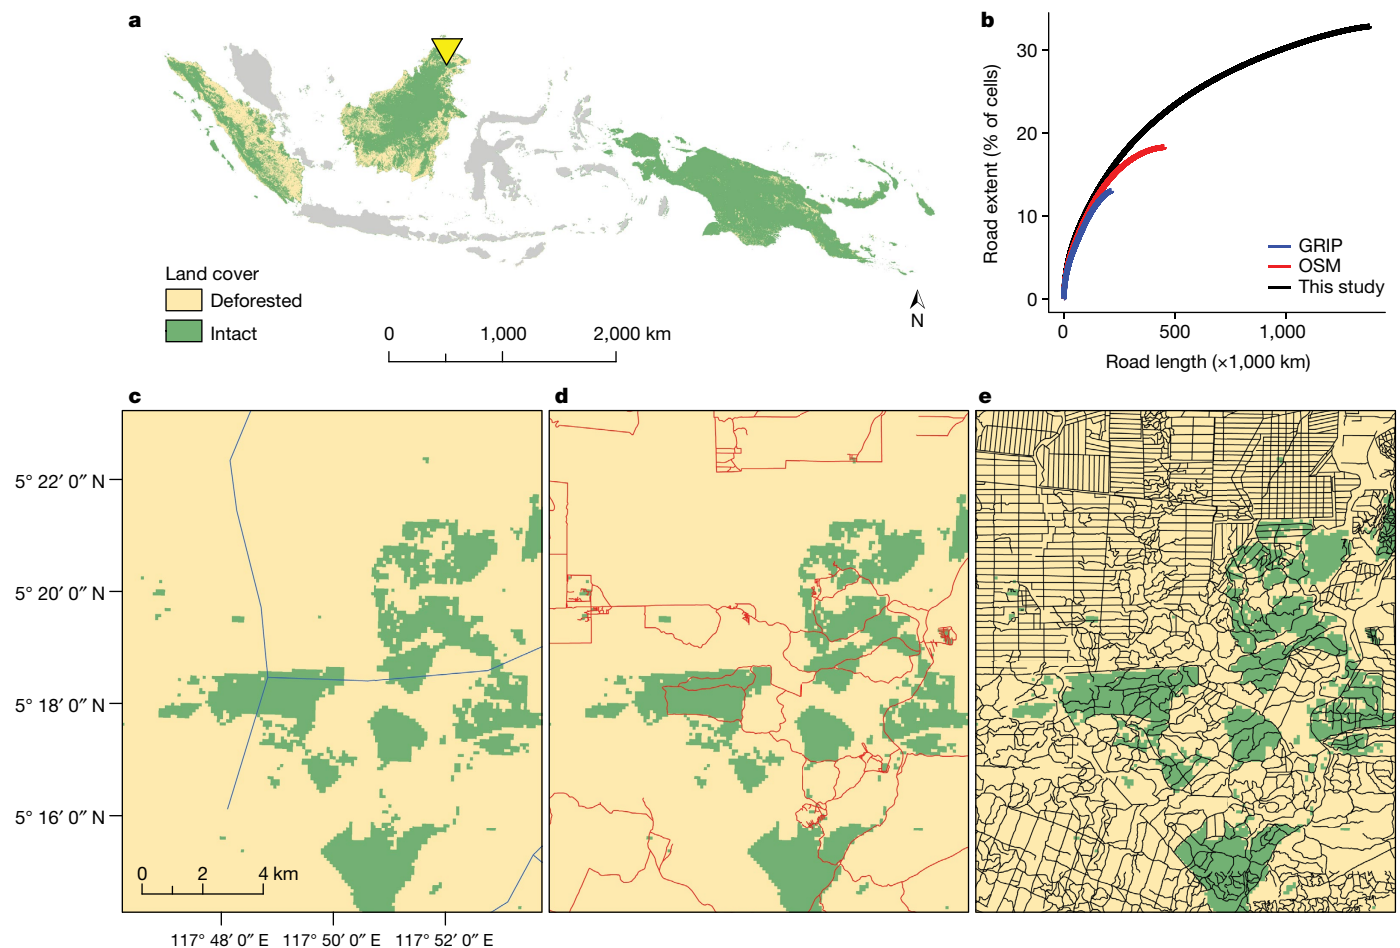 a
Land cover
Deforested
Intact
0 1,000 2,000 km
N
b
Road extent (% of cells)
30
20
10
0
GRIP
OSM
This study
0 500 1,000
Road length (×1,000 km)
c
5° 22′ 0″ N
5° 20′ 0″ N
5° 18′ 0″ N
5° 16′ 0″ N
0 2 4 km
117° 48′ 0″ E 117° 50′ 0″ E 117° 52′ 0″ E
d
e